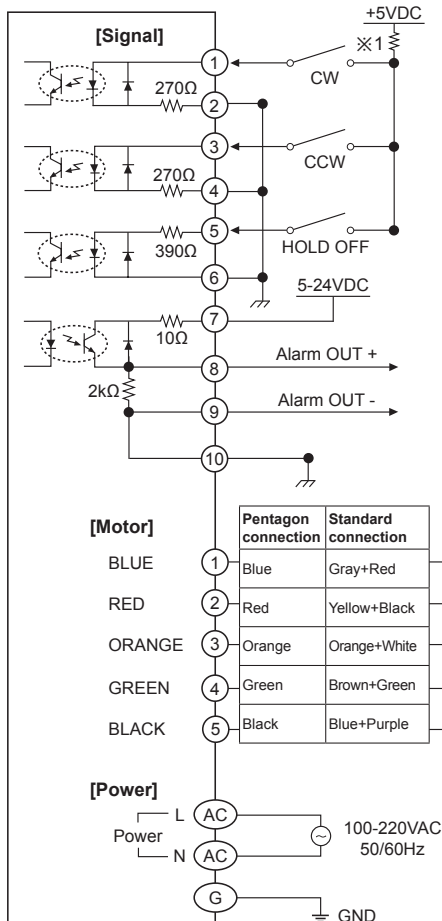 +5VDC
[Signal]
※1
1
CW
270Ω
2
3
CCW
270Ω
4
5
390Ω
HOLD OFF
6
5-24VDC
7
10Ω
8
Alarm OUT +
2kΩ
9
Alarm OUT -
10
[Motor]
Pentagon connection
Standard connection
BLUE
1
Blue
Gray+Red
RED
2
Red
Yellow+Black
ORANGE
3
Orange
Orange+White
GREEN
4
Green
Brown+Green
BLACK
5
Black
Blue+Purple
[Power]
L
AC
Power
100-220VAC
50/60Hz
N
AC
G
GND